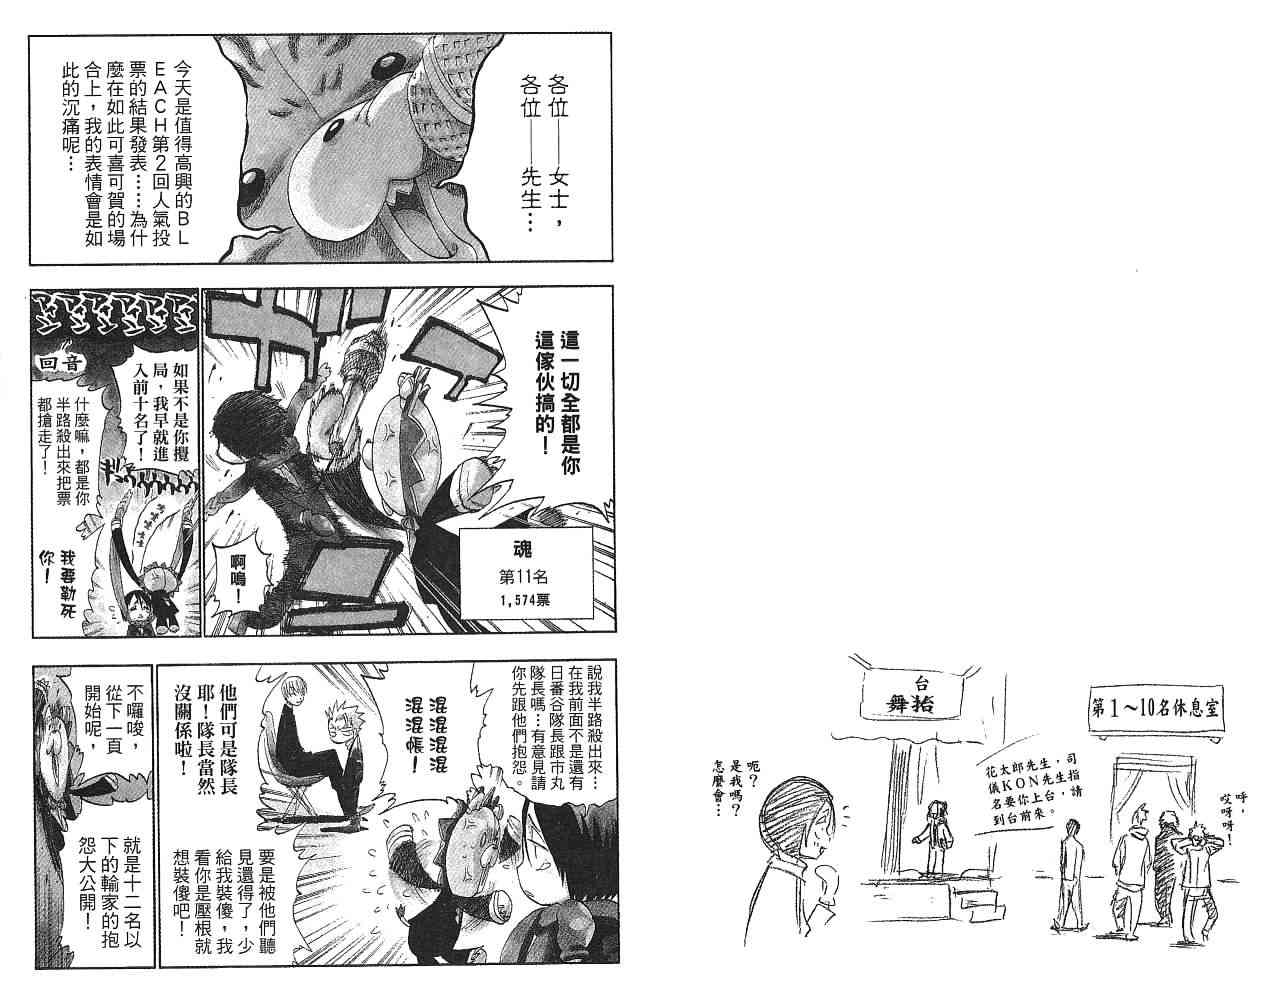 第1～10名休息室
呼，
哎呀呀！
花太郎先生，司
儀KON先生指
名要你上台，請
到台前來。
舞台
呃？
是我嗎？
怎麼會…
各位——女士，
各位——先生…
今天是值得高興的BL
EACH第2回人氣投
票的結果發表……為什
麼在如此可喜可賀的場
合上，我的表情會是如
此的沉痛呢…
這一切全都是你
這傢伙搞的！
魂
第11名
1,574票
啊嗚！
如果不是你攪
局，我早就進
入前十名了！
回音
什麼嘛，都是你
半路殺出來把票
都搶走了！
我要勒死
你！
說我半路殺出來…
在我前面不是還有
日番谷隊長跟市丸
隊長嗎…有意見請
你先跟他們抱怨。
混混混混
混混帳！
他們可是隊長
耶！隊長當然
沒關係啦！
要是被他們聽
見還得了，少
給我裝傻，我
看你是壓根就
想裝傻吧！
不囉唆，
從下一頁
開始呢，
就是十二名以
下的輸家的抱
怨大公開！